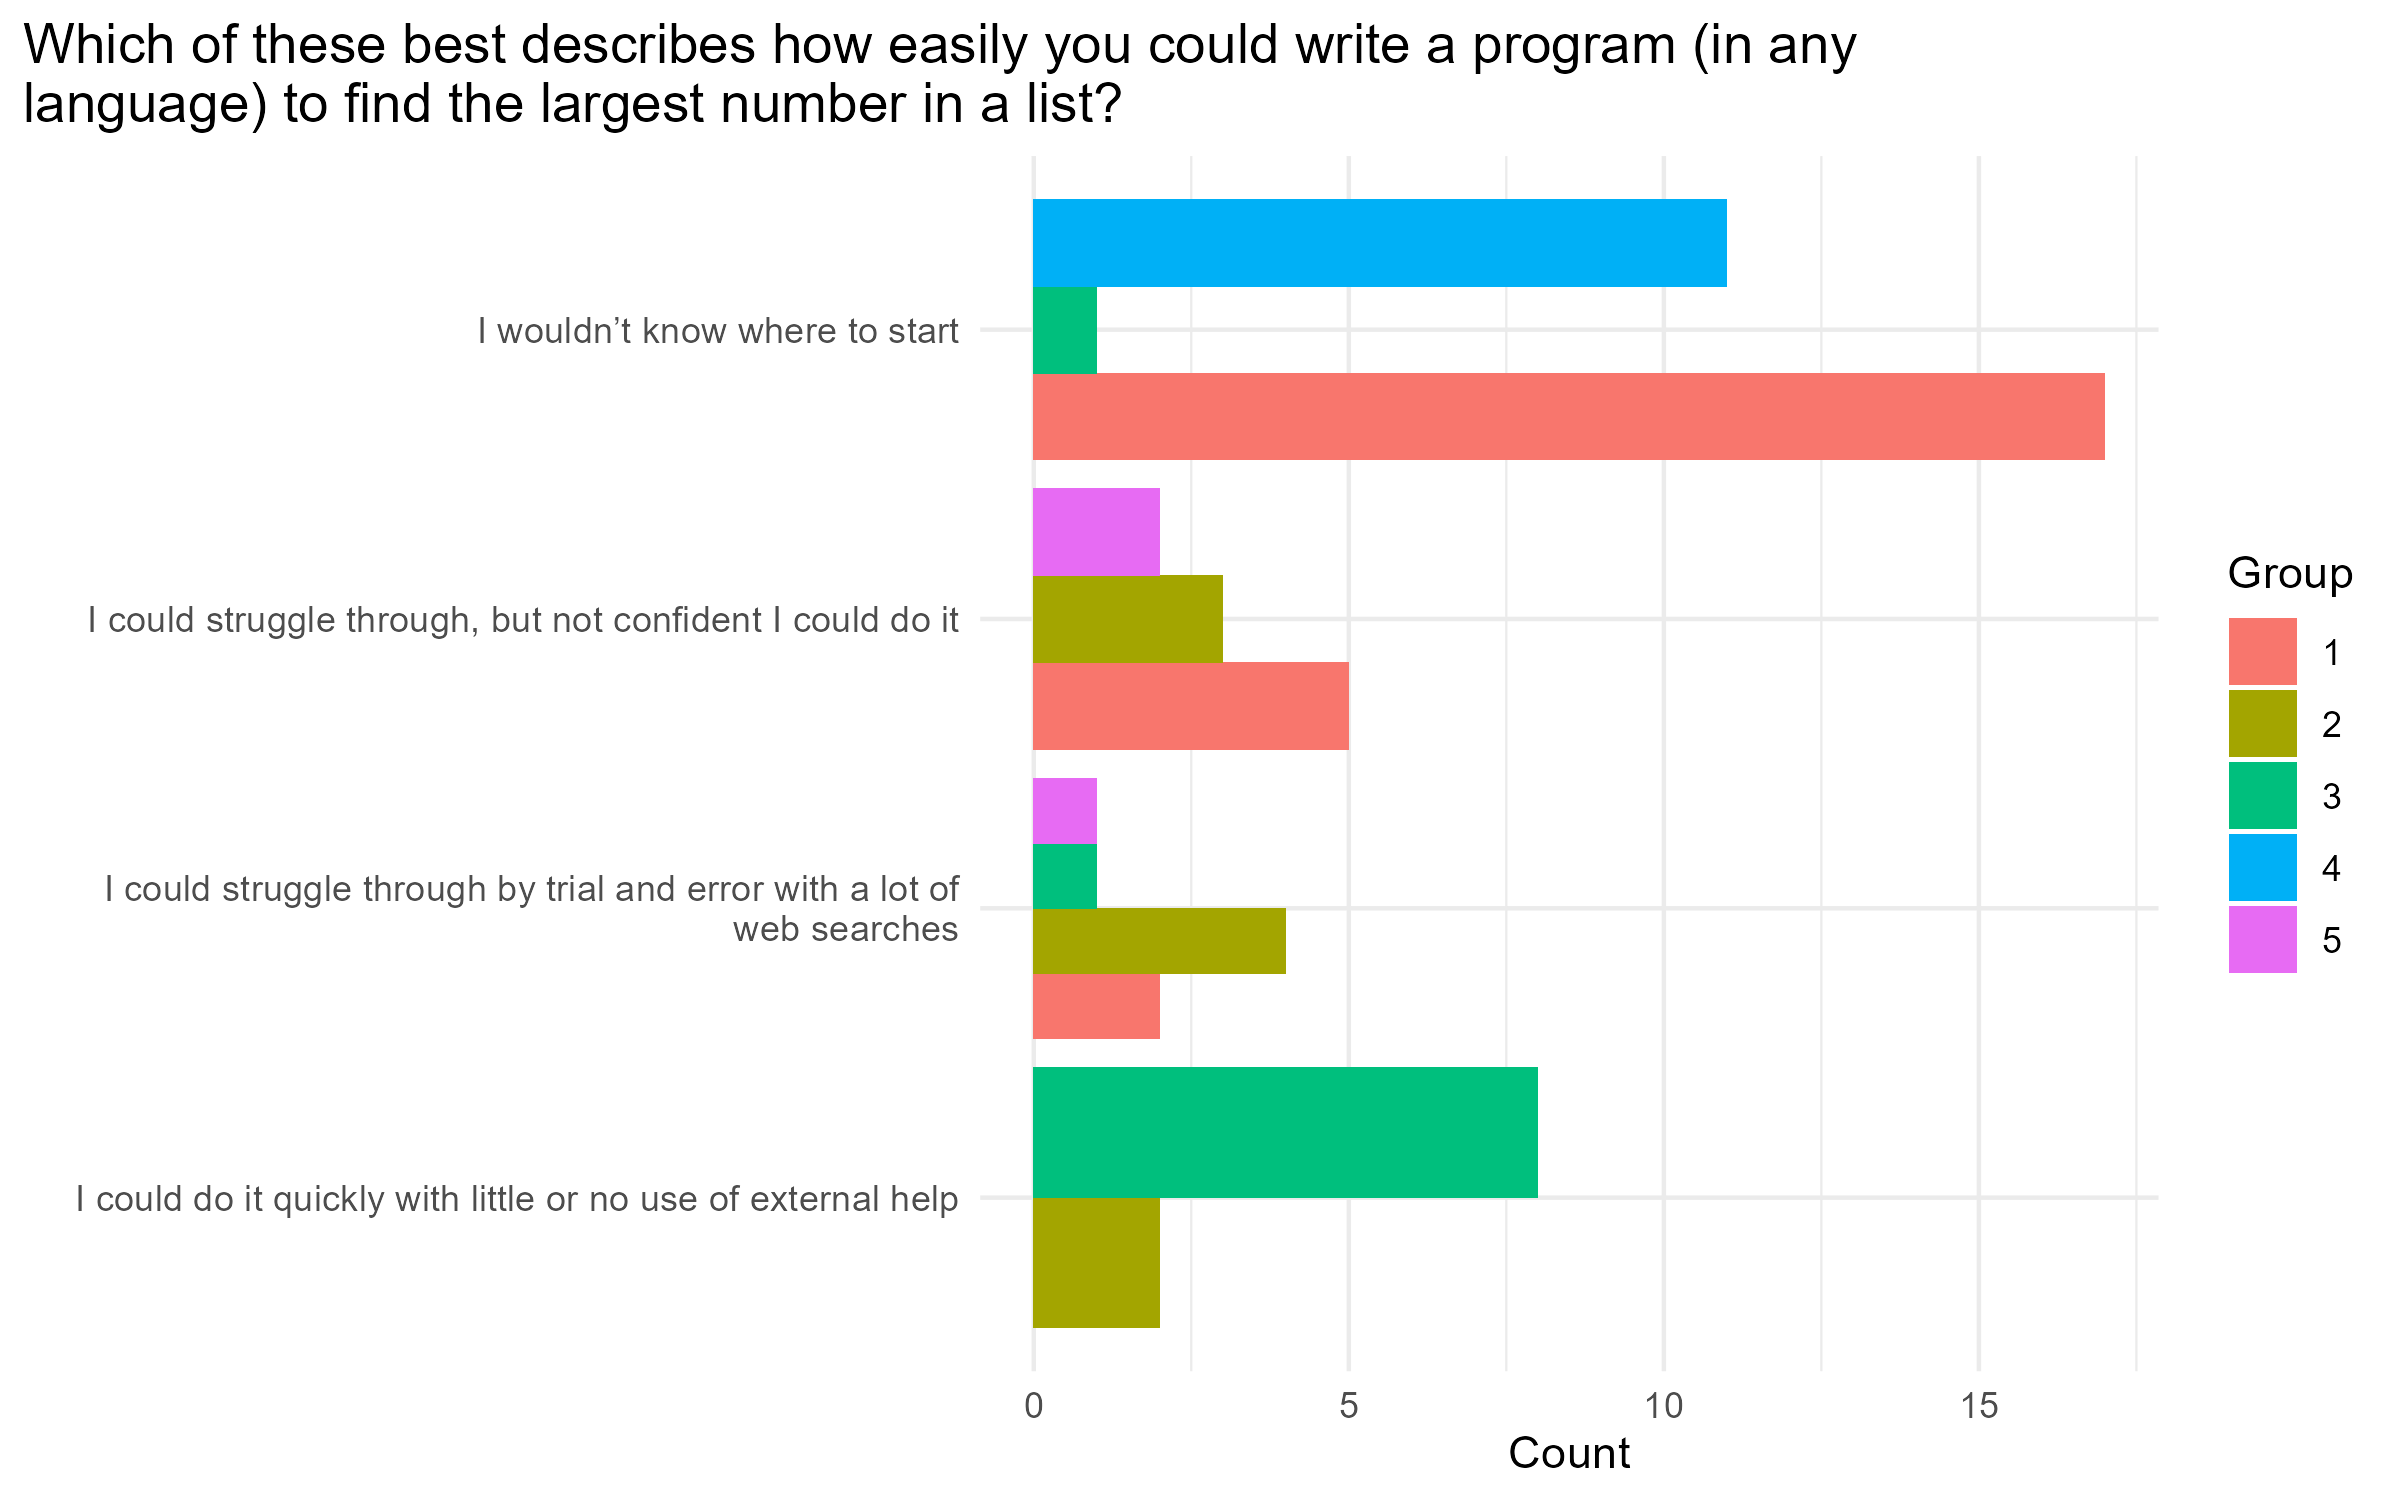 Which of these best describes how easily you could write a program (in any
language) to find the largest number in a list?
I wouldn’t know where to start
I could struggle through, but not confident I could do it
I could struggle through by trial and error with a lot of
web searches
I could do it quickly with little or no use of external help
0
5
10
15
Count
Group
1
2
3
4
5